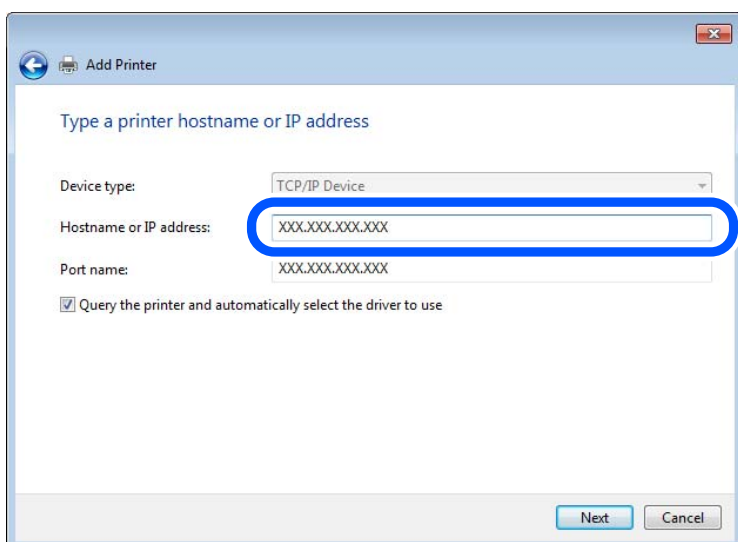 Add Printer
Type a printer hostname or IP address
Device type: TCP/IP Device
Hostname or IP address: XXX.XXX.XXX.XXX
Port name: XXX.XXX.XXX.XXX
Query the printer and automatically select the driver to use
Next Cancel